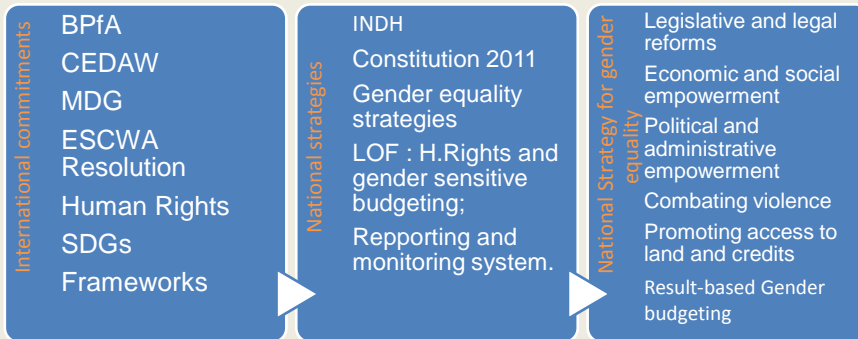 International commitments
BPfA
CEDAW
MDG
ESCWA
Resolution
Human Rights
SDGs
Frameworks
National strategies
INDH
Constitution 2011
Gender equality
strategies
LOF : H.Rights and
gender sensitive
budgeting;
Repporting and
monitoring system.
National Strategy for gender
equality
Legislative and legal
reforms
Economic and social
empowerment
Political and
administrative
empowerment
Combating violence
Promoting access to
land and credits
Result-based Gender
budgeting